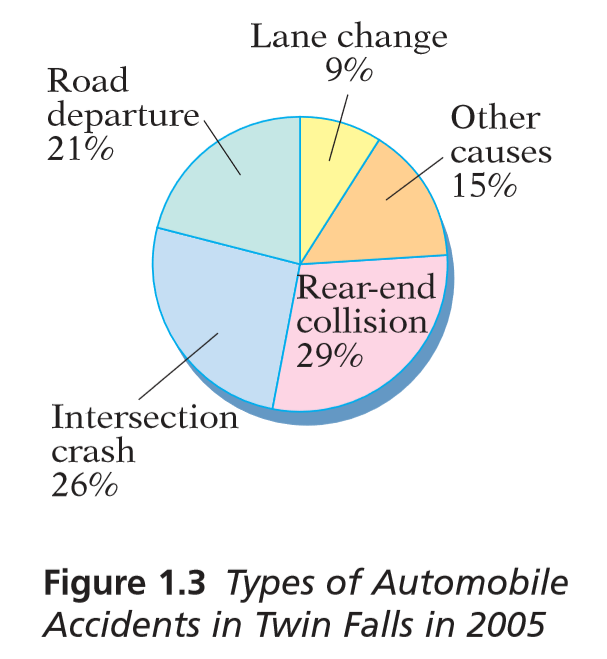 Lane change
9%
Road
departure
21%
Other
causes
15%
Rear-end
collision
29%
Intersection
crash
26%
Figure 1.3 Types of Automobile
Accidents in Twin Falls in 2005